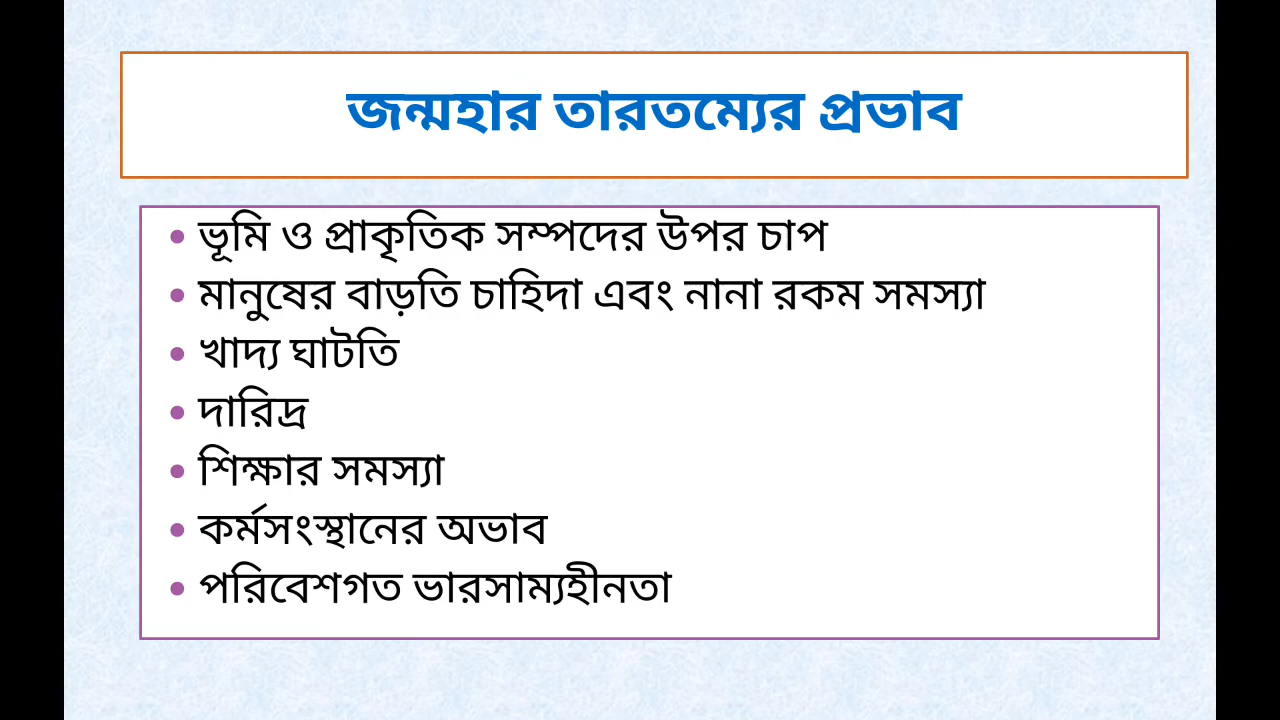 জন্মহার তারতম্যের প্রভাব
• ভূমি ও প্রাকৃতিক সম্পদের উপর চাপ
• মানুষের বাড়তি চাহিদা এবং নানা রকম সমস্যা
• খাদ্য ঘাটতি
• দারিদ্র
• শিক্ষার সমস্যা
• কর্মসংস্থানের অভাব
• পরিবেশগত ভারসাম্যহীনতা